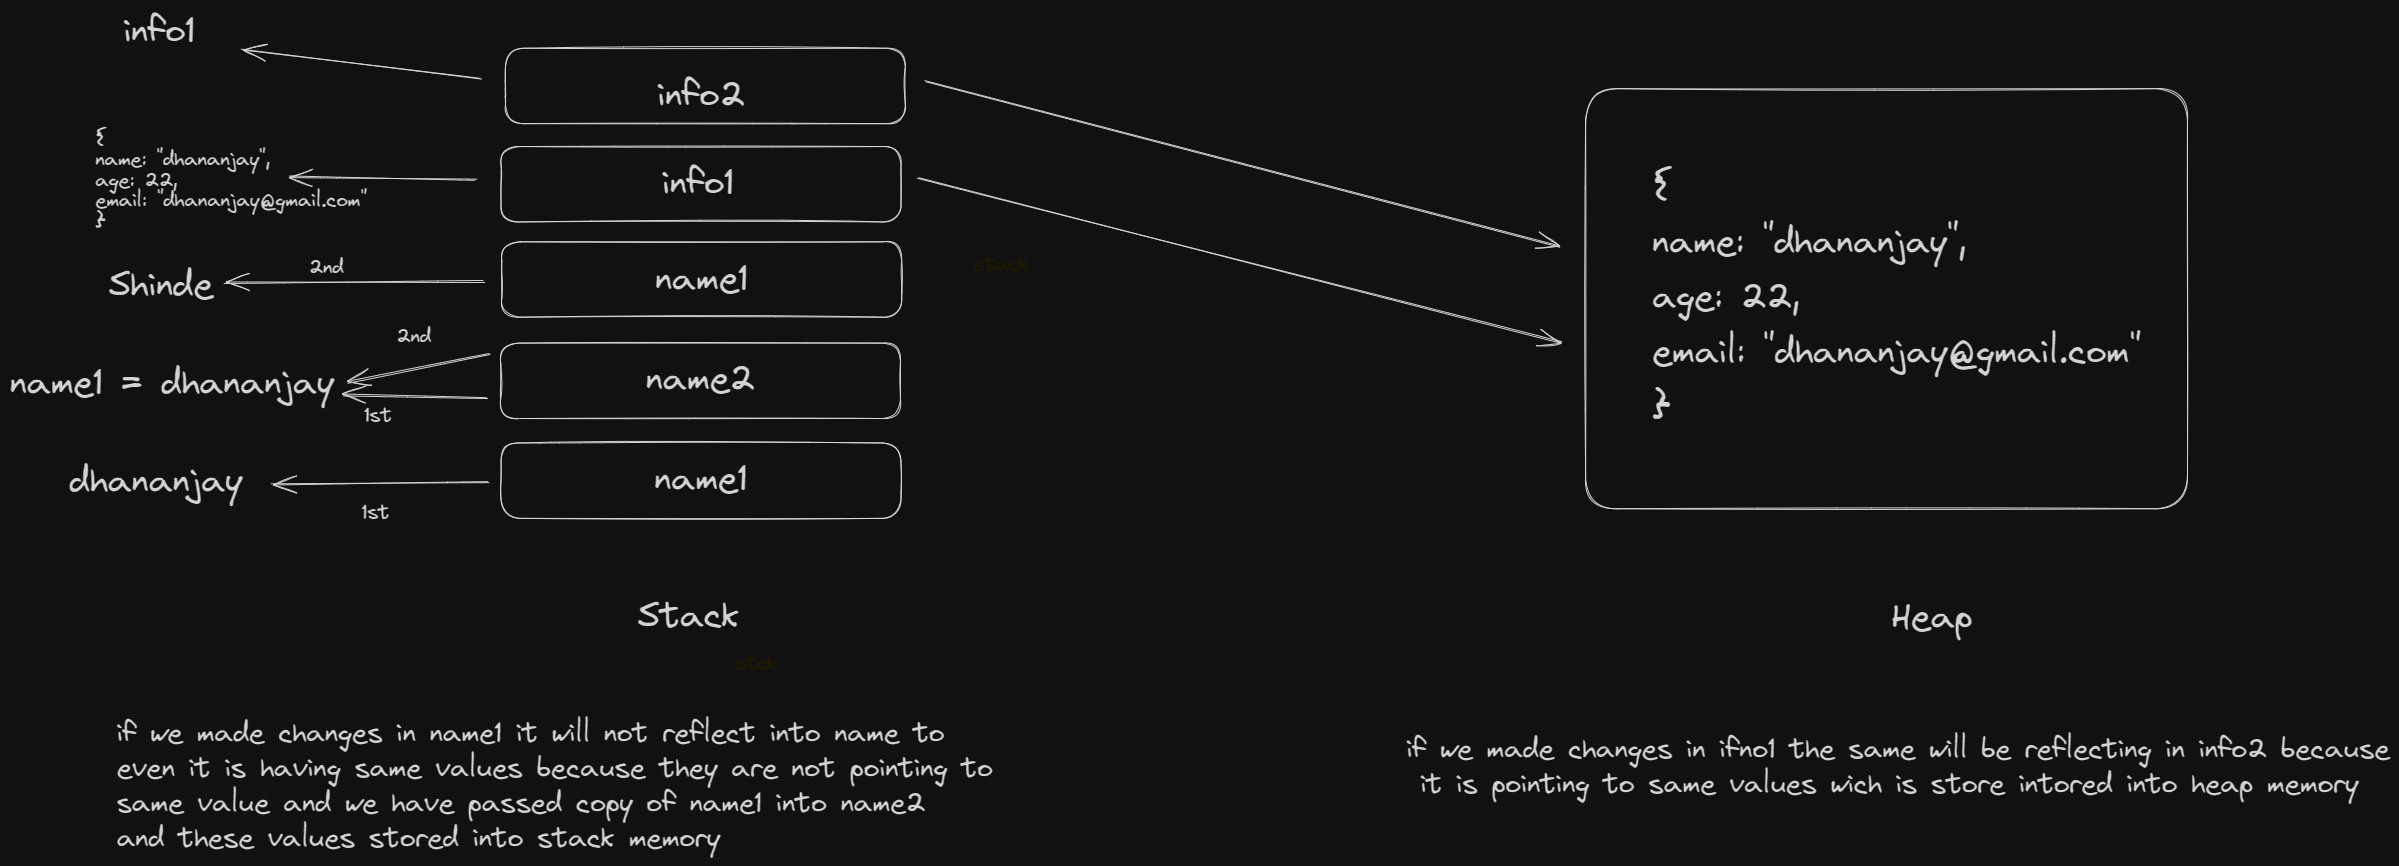 info1
info2
{
name: "dhananjay",
age: 22,
email: "dhananjay@gmail.com"
}
info1
Shinde
2nd
name1
stack
2nd
name1 = dhananjay
1st
name2
dhananjay
1st
name1
{
name: "dhananjay",
age: 22,
email: "dhananjay@gmail.com"
}
Stack
stck
Heap
if we made changes in name1 it will not reflect into name to
even it is having same values because they are not pointing to
same value and we have passed copy of name1 into name2
and these values stored into stack memory
if we made changes in ifno1 the same will be reflecting in info2 because
it is pointing to same values wich is store intored into heap memory